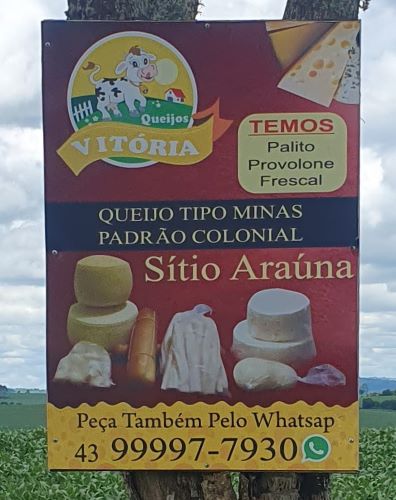 Queijos
VITÓRIA
TEMOS
Palito
Provolone
Frescal
QUEIJO TIPO MINAS
PADRÃO COLONIAL
Sítio Araúna
Peça Também Pelo Whatsap
43 99997-7930